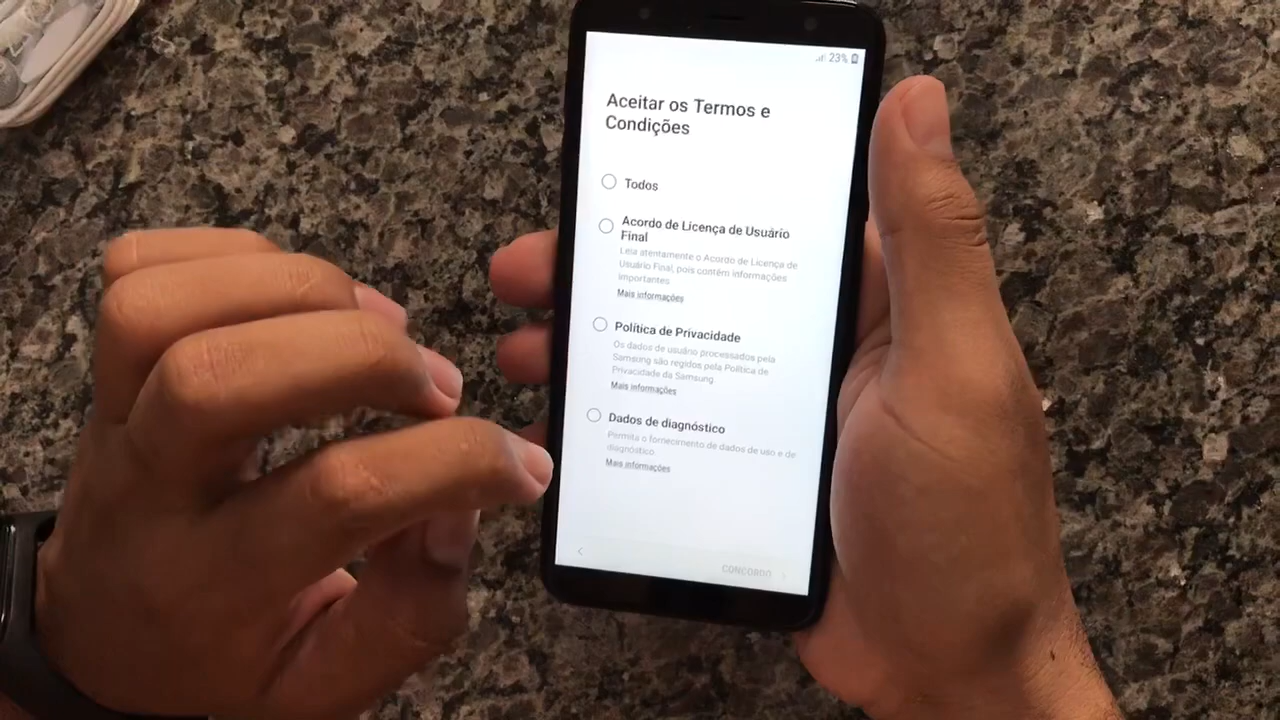 23%
Aceitar os Termos e
Condições
Todos
Acordo de Licença de Usuário
Final
Leia atentamente o Acordo de Licença de
Usuário Final, pois contém informações
importantes
Mais informações
Política de Privacidade
Os dados de usuário processados pela
Samsung são regidos pela Política de
Privacidade da Samsung
Mais informações
Dados de diagnóstico
Permita o fornecimento de dados de uso e de
diagnóstico
Mais informações
CONCORDO